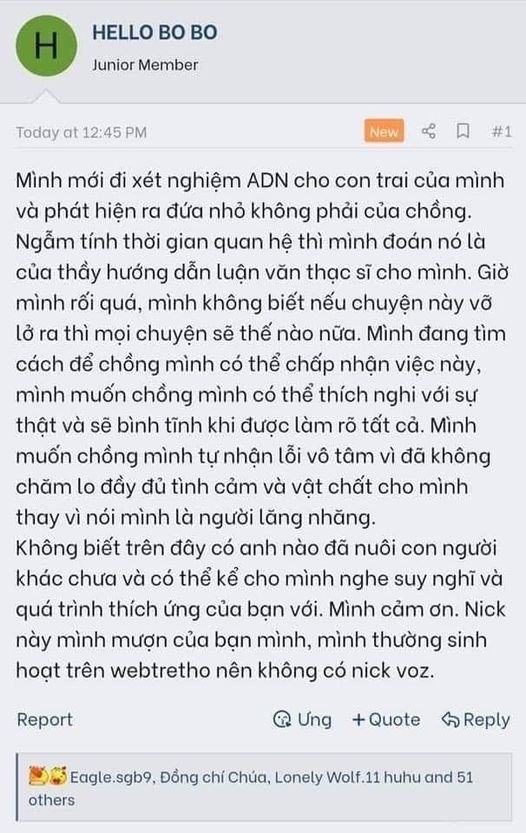 H
HELLO BO BO
Junior Member
Today at 12:45 PM
New
#1
Mình mới đi xét nghiệm ADN cho con trai của mình
và phát hiện ra đứa nhỏ không phải của chồng.
Ngẫm tính thời gian quan hệ thì mình đoán nó là
của thầy hướng dẫn luận văn thạc sĩ cho mình. Giờ
mình rối quá, mình không biết nếu chuyện này vỡ
lở ra thì mọi chuyện sẽ thế nào nữa. Mình đang tìm
cách để chồng mình có thể chấp nhận việc này,
mình muốn chồng mình có thể thích nghi với sự
thật và sẽ bình tĩnh khi được làm rõ tất cả. Mình
muốn chồng mình tự nhận lỗi vô tâm vì đã không
chăm lo đầy đủ tình cảm và vật chất cho mình
thay vì nói mình là người lăng nhăng.
Không biết trên đây có anh nào đã nuôi con người
khác chưa và có thể kể cho mình nghe suy nghĩ và
quá trình thích ứng của bạn với. Mình cảm ơn. Nick
này mình mượn của bạn mình, mình thường sinh
hoạt trên webtretho nên không có nick voz.
Report
Ưng
+Quote
Reply
Eagle.sgb9, Đồng chí Chúa, Lonely Wolf.11 huhu and 51
others